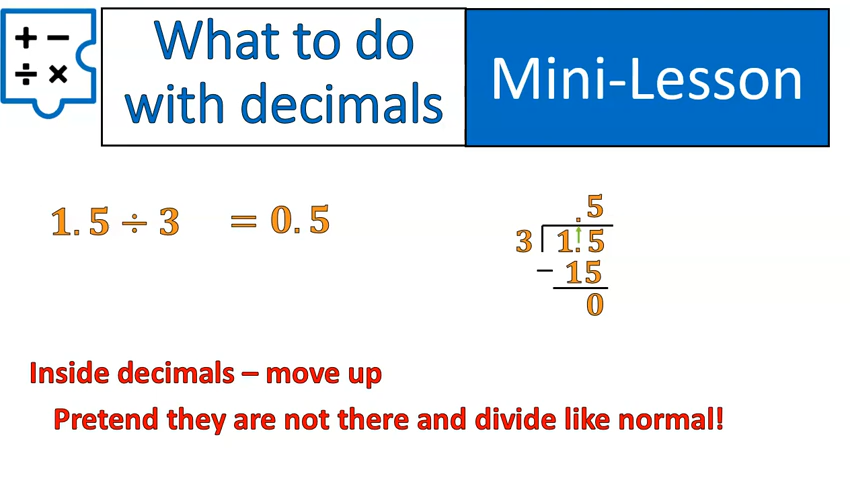 + −
÷ ×
What to do
with decimals
Mini-Lesson
1.5 ÷ 3 = 0.5
.5
3 1.5
− 15
0
Inside decimals – move up
Pretend they are not there and divide like normal!